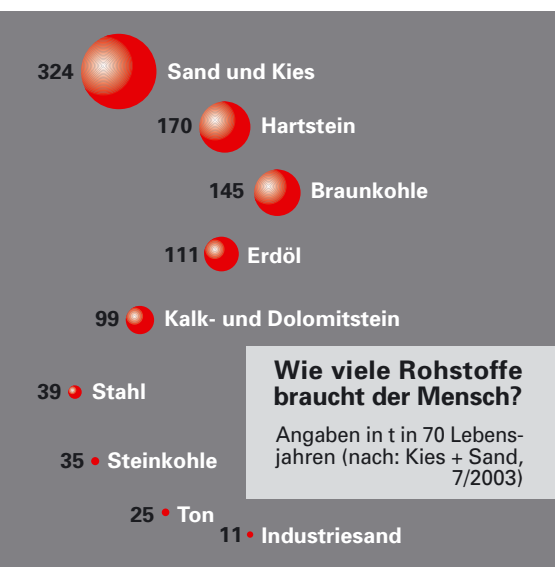 324 Sand und Kies
170 Hartstein
145 Braunkohle
111 Erdöl
99 Kalk- und Dolomitstein
39 Stahl
35 Steinkohle
25 Ton
11 Industriesand
Wie viele Rohstoffe
braucht der Mensch?
Angaben in t in 70 Lebens-
jahren (nach: Kies + Sand,
7/2003)